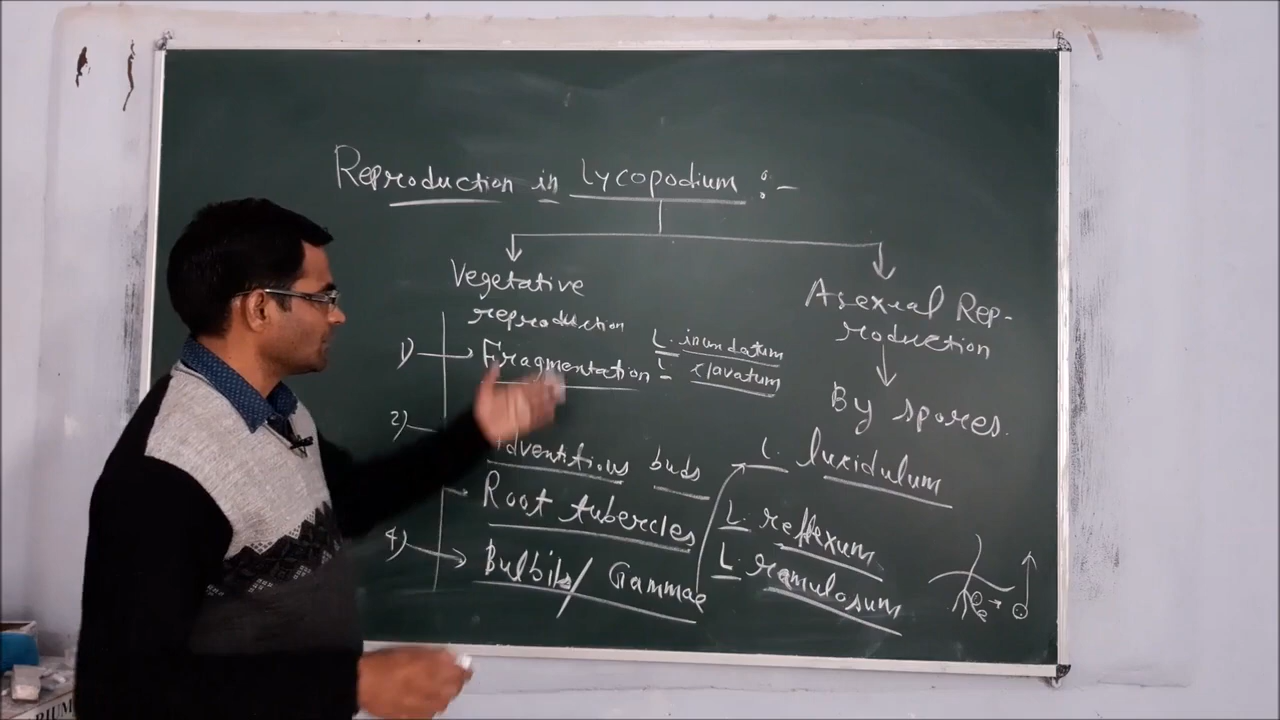 Reproduction in Lycopodium :-
Vegetative
reproduction
1) Fragmentation - L. inundatum
L. clavatum
2) Adventitious buds
Root tubercles
4) Bulbils / Gammae
Asexual Rep-
roduction
By spores.
L. luxidulum
L. reflexum
L. ramulosum